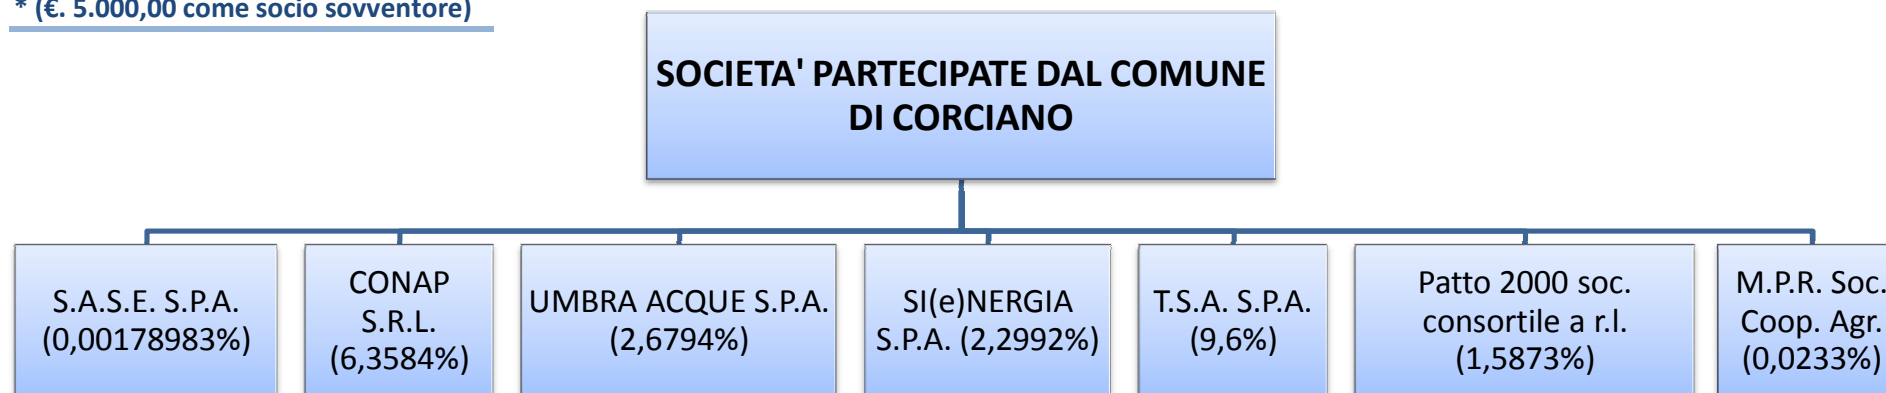 * (€. 5.000,00 come socio sovventore)
SOCIETA' PARTECIPATE DAL COMUNE
DI CORCIANO
S.A.S.E. S.P.A.
(0,00178983%)
CONAP
S.R.L.
(6,3584%)
UMBRA ACQUE S.P.A.
(2,6794%)
SI(e)NERGIA
S.P.A. (2,2992%)
T.S.A. S.P.A.
(9,6%)
Patto 2000 soc.
consortile a r.l.
(1,5873%)
M.P.R. Soc.
Coop. Agr.
(0,0233%)